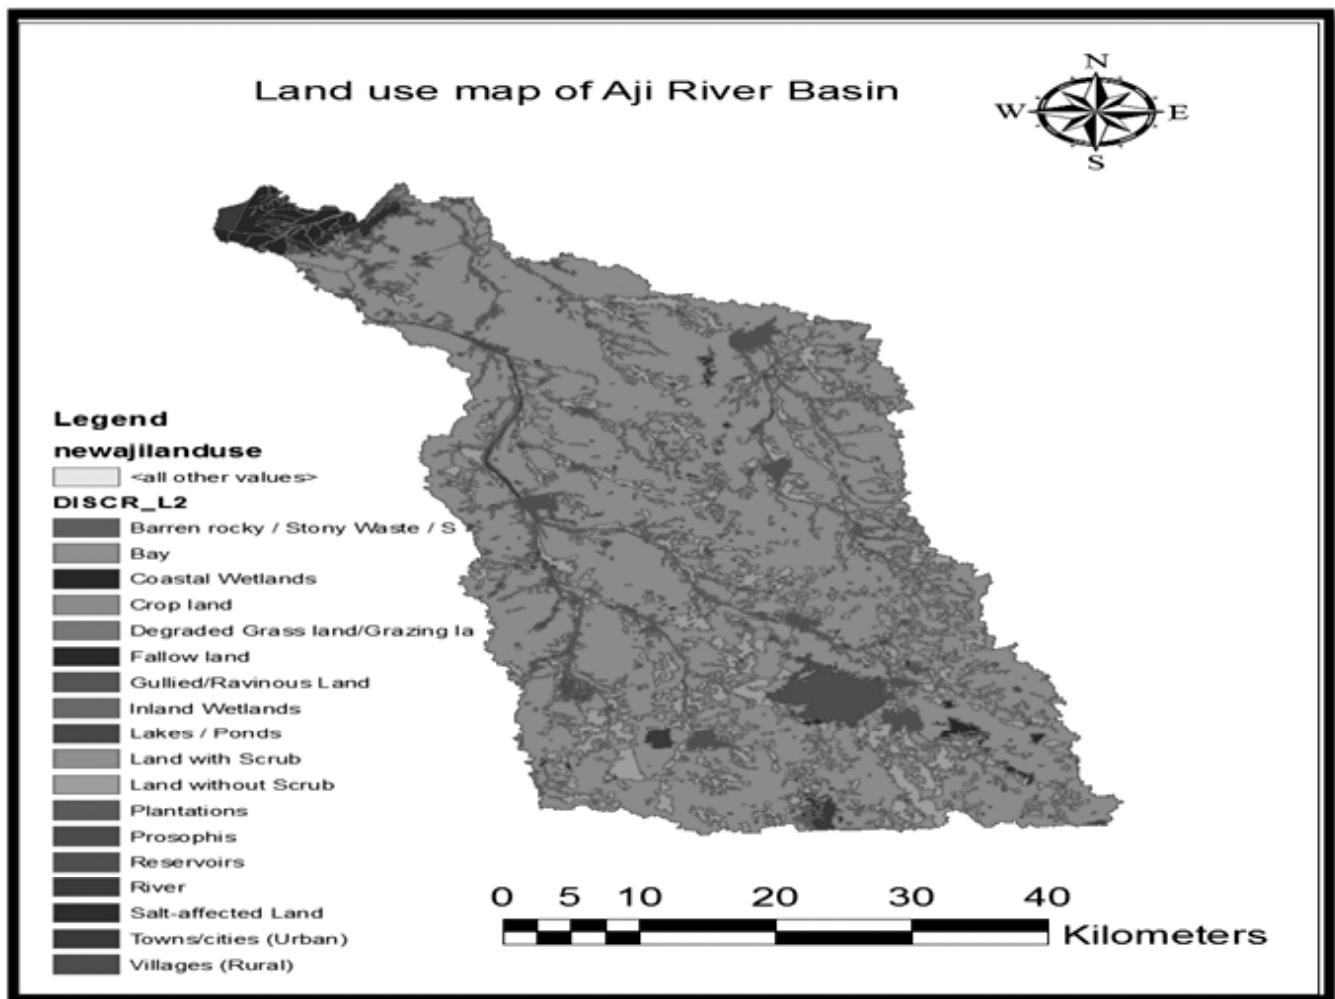 Land use map of Aji River Basin
N
W
E
S
Legend
newajilanduse
<all other values>
DISCR_L2
Barren rocky / Stony Waste / S
Bay
Coastal Wetlands
Crop land
Degraded Grass land/Grazing la
Fallow land
Gullied/Ravinous Land
Inland Wetlands
Lakes / Ponds
Land with Scrub
Land without Scrub
Plantations
Prosophis
Reservoirs
River
Salt-affected Land
Towns/cities (Urban)
Villages (Rural)
0 5 10 20 30 40
Kilometers